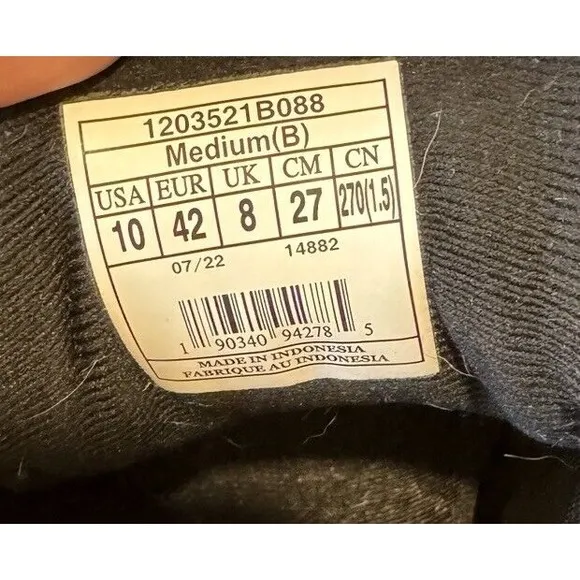 1203521B088
Medium(B)
USA EUR UK CM CN
10 42 8 27 270(1.5)
07/22 14882
1 90340 94278 5
MADE IN INDONESIA
FABRIQUE AU INDONESIA